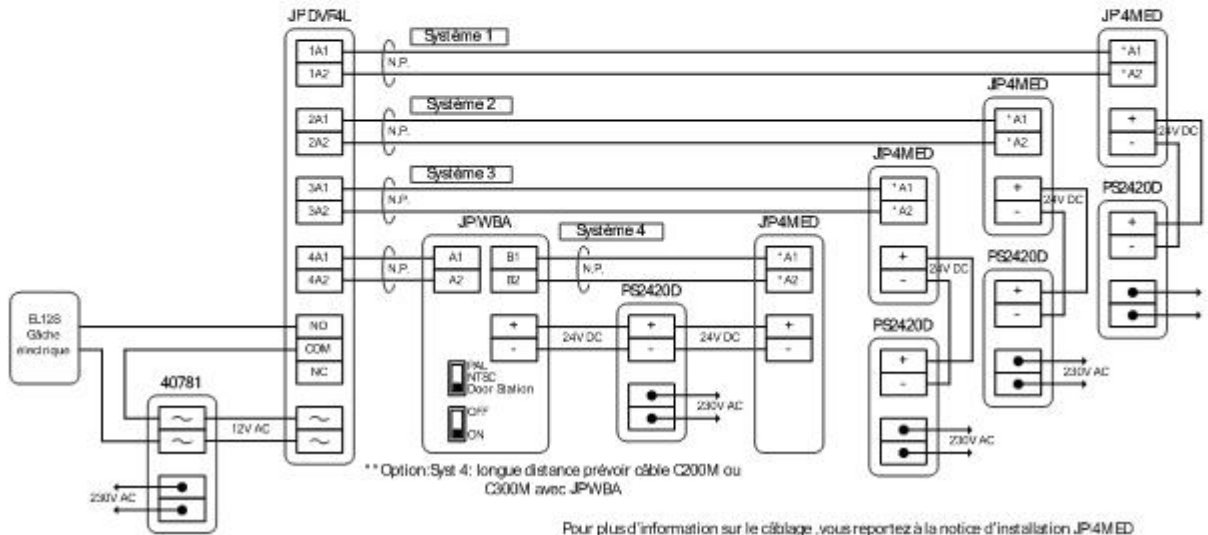 JPDVF4L
JP4MED
Système 1
1A1
1A2
N.P.
*A1
*A2
+
-
24V DC
JP4MED
Système 2
2A1
2A2
N.P.
*A1
*A2
+
-
24V DC
JP4MED
Système 3
3A1
3A2
N.P.
*A1
*A2
+
-
24V DC
PS2420D
+
-
JPWBA
Système 4
JP4MED
4A1
4A2
N.P.
A1
A2
B1
B2
N.P.
*A1
*A2
PS2420D
+
-
PS2420D
+
-
24V DC
+
-
24V DC
+
-
EL12S
Gâche
électrique
NO
COM
NC
PAL
NTSC
Door Station
OFF
ON
230V AC
PS2420D
+
-
230V AC
230V AC
40781
~
~
12V AC
~
~
230V AC
**Option:Syst 4: longue distance prévoir câble C200M ou
C300M avec JPWBA
Pour plus d'information sur le câblage ,vous reportez à la notice d'installation JP4MED